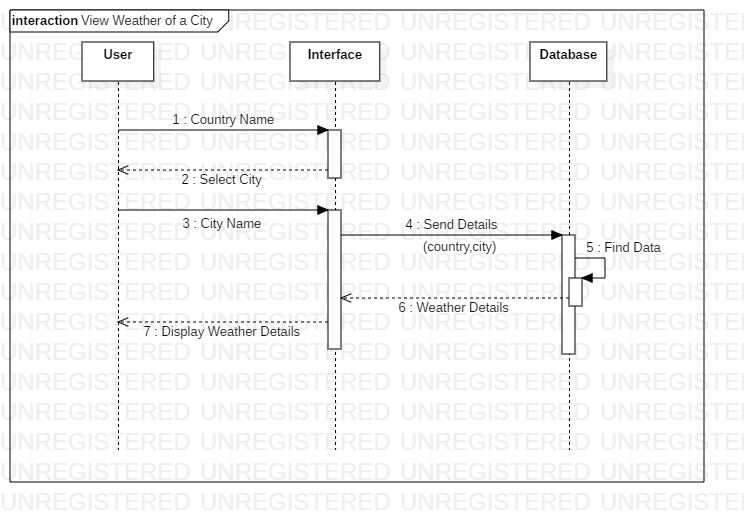 interaction View Weather of a City
User
Interface
Database
1 : Country Name
2 : Select City
3 : City Name
4 : Send Details
(country,city)
5 : Find Data
6 : Weather Details
7 : Display Weather Details
UNREGISTERED